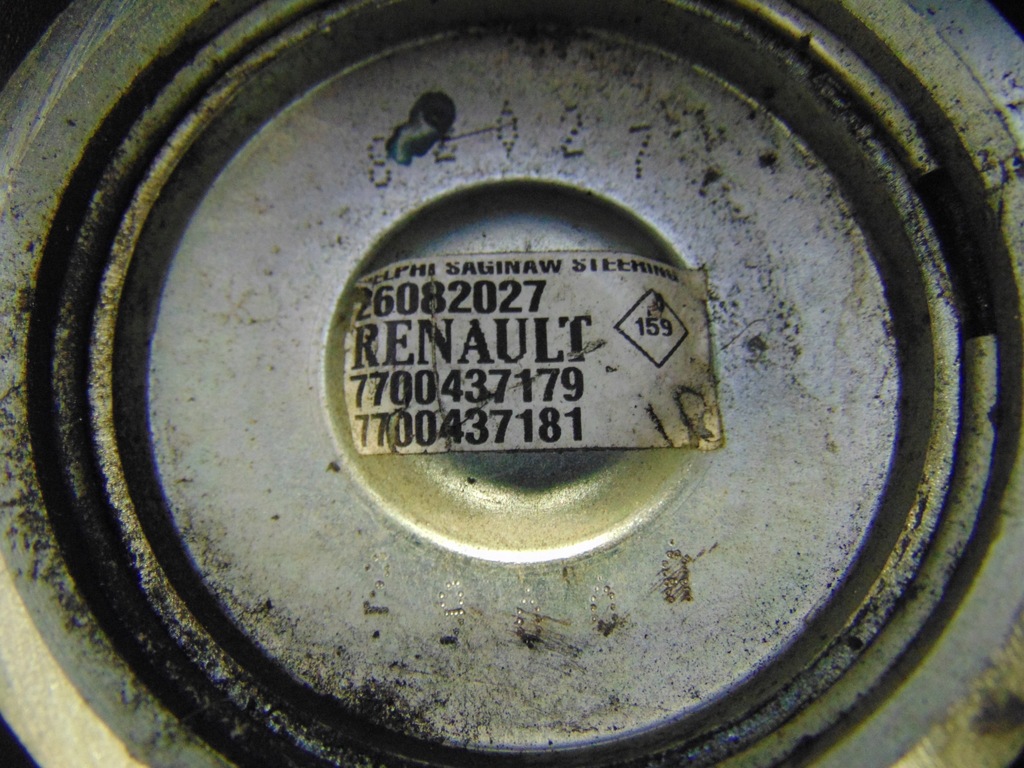 DELPHI SAGINAW STEERING
26082027
RENAULT
159
7700437179
7700437181